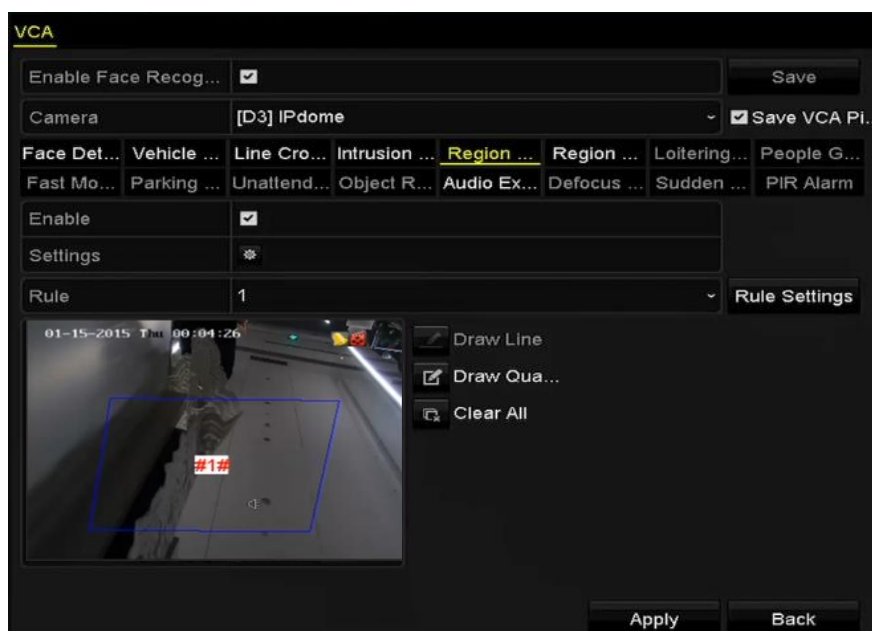 VCA
Enable Face Recog... Save
Camera [D3] IPdome Save VCA Pi..
Face Det... Vehicle ... Line Cro... Intrusion ... Region ... Region ... Loitering... People G...
Fast Mo... Parking ... Unattend... Object R... Audio Ex... Defocus ... Sudden ... PIR Alarm
Enable
Settings
Rule 1 Rule Settings
01-15-2015 Thu 00:04:26
Draw Line
Draw Qua...
Clear All
#1#
Apply Back